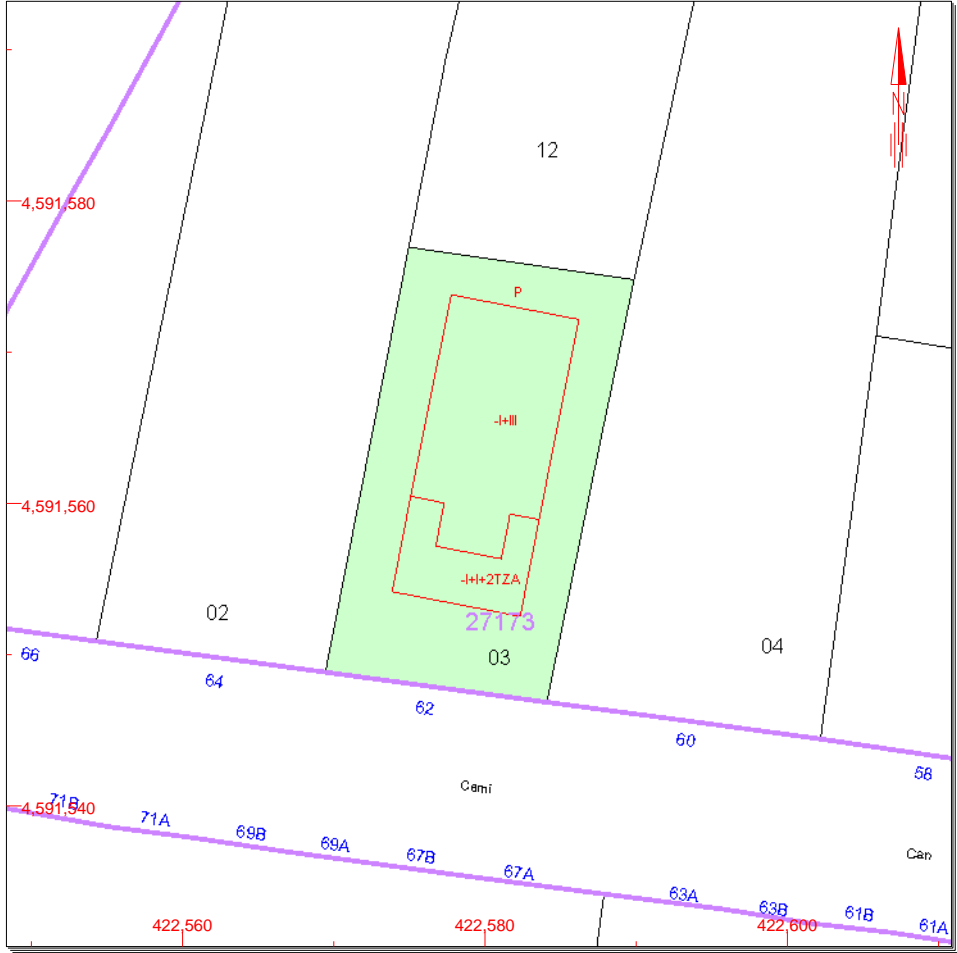 N
12
4,591,580
P
-I+III
4,591,560
-I+I+2TZA
02
27173
03
04
66
64
62
60
58
Cami
71B
4,591,540
71A
69B
69A
67B
67A
Can
63A
63B
61B
61A
422,560
422,580
422,600